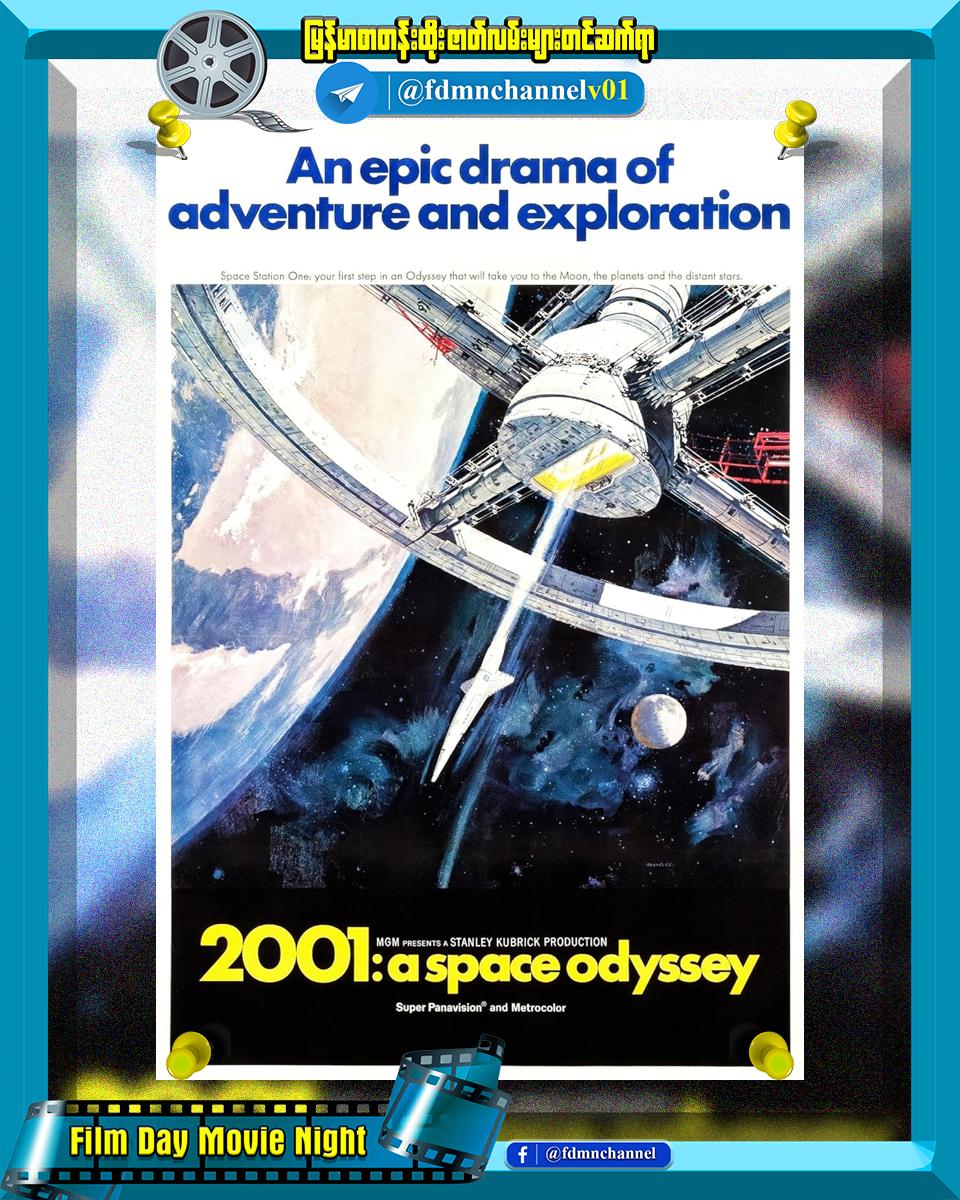 မြန်မာစာတန်းထိုးဇာတ်လမ်းများတင်ဆက်ရာ
@fdmnchannelv01
An epic drama of
adventure and exploration
Space Station One: your first step in an Odyssey that will take you to the Moon, the planets and the distant stars.
MGM PRESENTS A STANLEY KUBRICK PRODUCTION
2001: a space odyssey
Super Panavision® and Metrocolor
Film Day Movie Night
@fdmnchannel